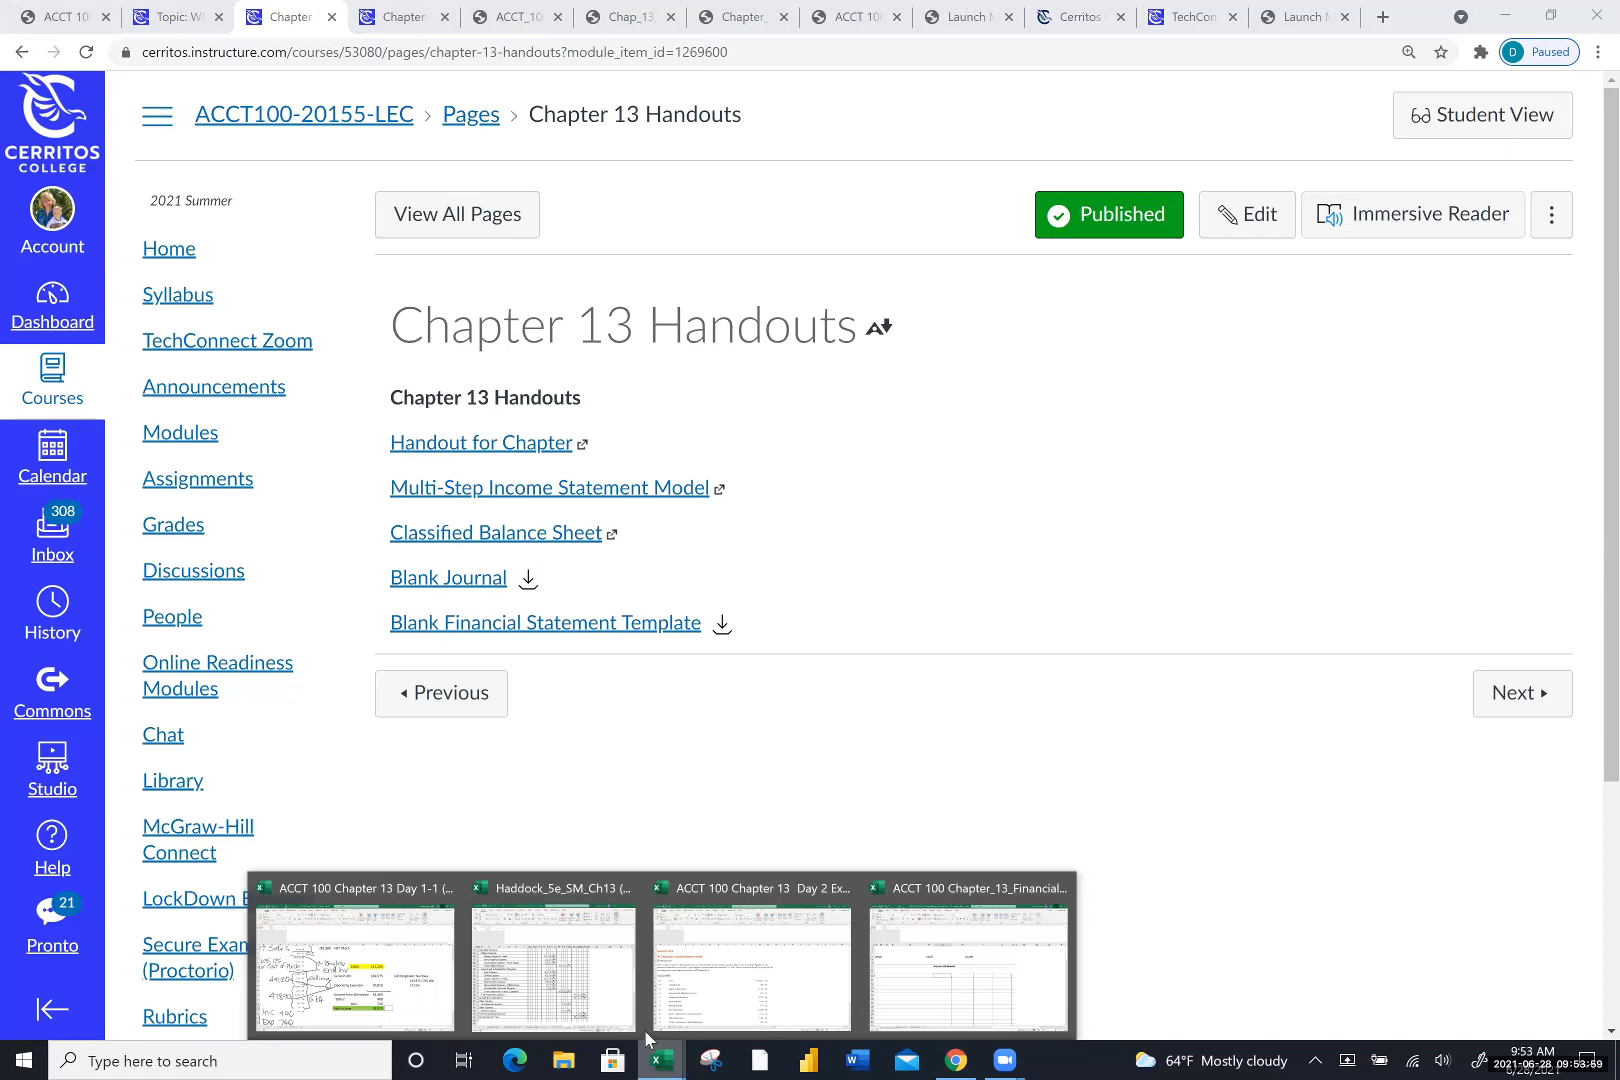 ACCT 10
Topic: W
Chapter
Chapter
ACCT_10
Chap_13
Chapter_
ACCT 10
Launch
Cerritos
TechCon
Launch
cerritos.instructure.com/courses/53080/pages/chapter-13-handouts?module_item_id=1269600
D Paused
CERRITOS
COLLEGE
ACCT100-20155-LEC > Pages > Chapter 13 Handouts
Student View
2021 Summer
View All Pages
Published
Edit
Immersive Reader
Account
Dashboard
Courses
Calendar
308
Inbox
History
Commons
Studio
Help
21
Pronto
Home
Syllabus
TechConnect Zoom
Announcements
Modules
Assignments
Grades
Discussions
People
Online Readiness
Modules
Chat
Library
McGraw-Hill
Connect
LockDown
Secure Exam
(Proctorio)
Rubrics
Chapter 13 Handouts
Chapter 13 Handouts
Handout for Chapter
Multi-Step Income Statement Model
Classified Balance Sheet
Blank Journal
Blank Financial Statement Template
Previous
Next
ACCT 100 Chapter 13 Day 1-1 (...
Haddock_5e_SM_Ch13 (...
ACCT 100 Chapter 13 Day 2 Ex...
ACCT 100 Chapter_13_Financial...
Type here to search
64°F Mostly cloudy
9:53 AM
2021-06-28 09:53:59